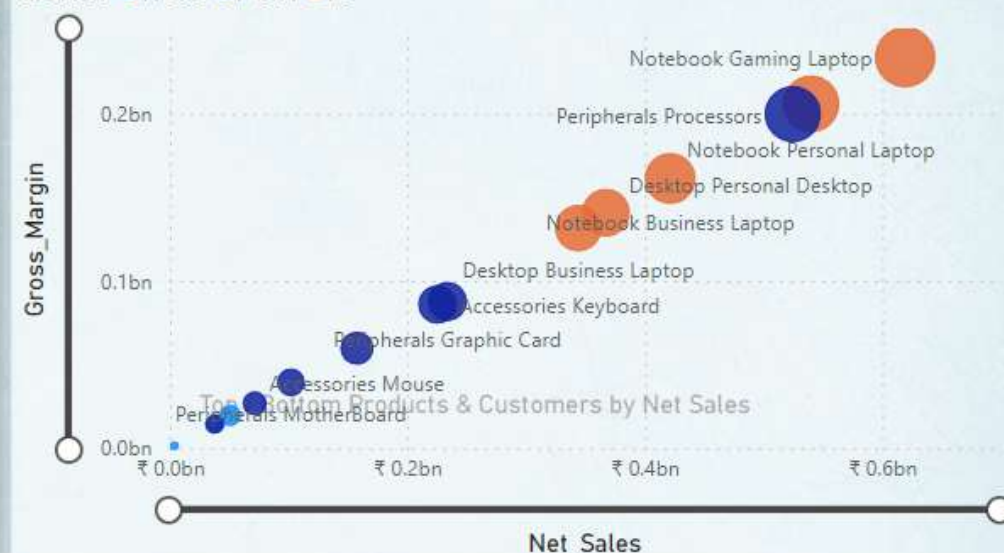 Notebook Gaming Laptop
0.2bn
Peripherals Processors
Notebook Personal Laptop
Desktop Personal Desktop
Notebook Business Laptop
Gross_Margin
Desktop Business Laptop
0.1bn
Accessories Keyboard
Peripherals Graphic Card
Accessories Mouse
Bottom Products & Customers by Net Sales
Peripherals MotherBoard
0.0bn
₹ 0.0bn ₹ 0.2bn ₹ 0.4bn ₹ 0.6bn
Net Sales